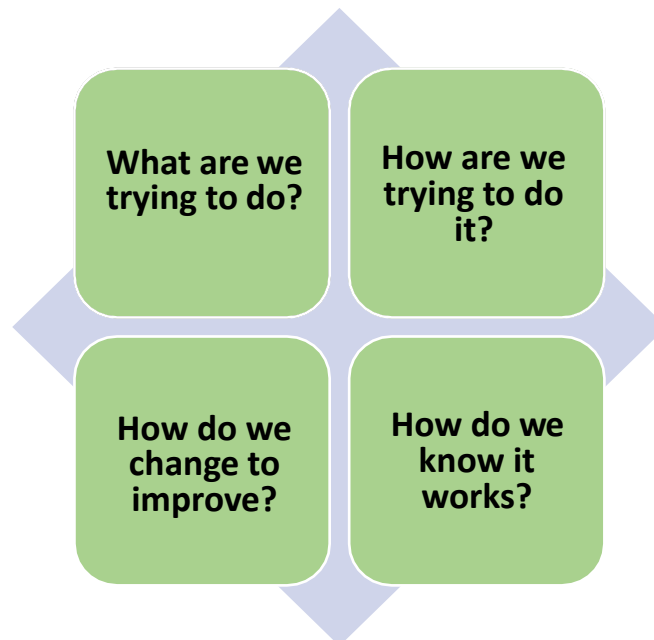 What are we
trying to do?
How are we
trying to do
it?
How do we
change to
improve?
How do we
know it
works?